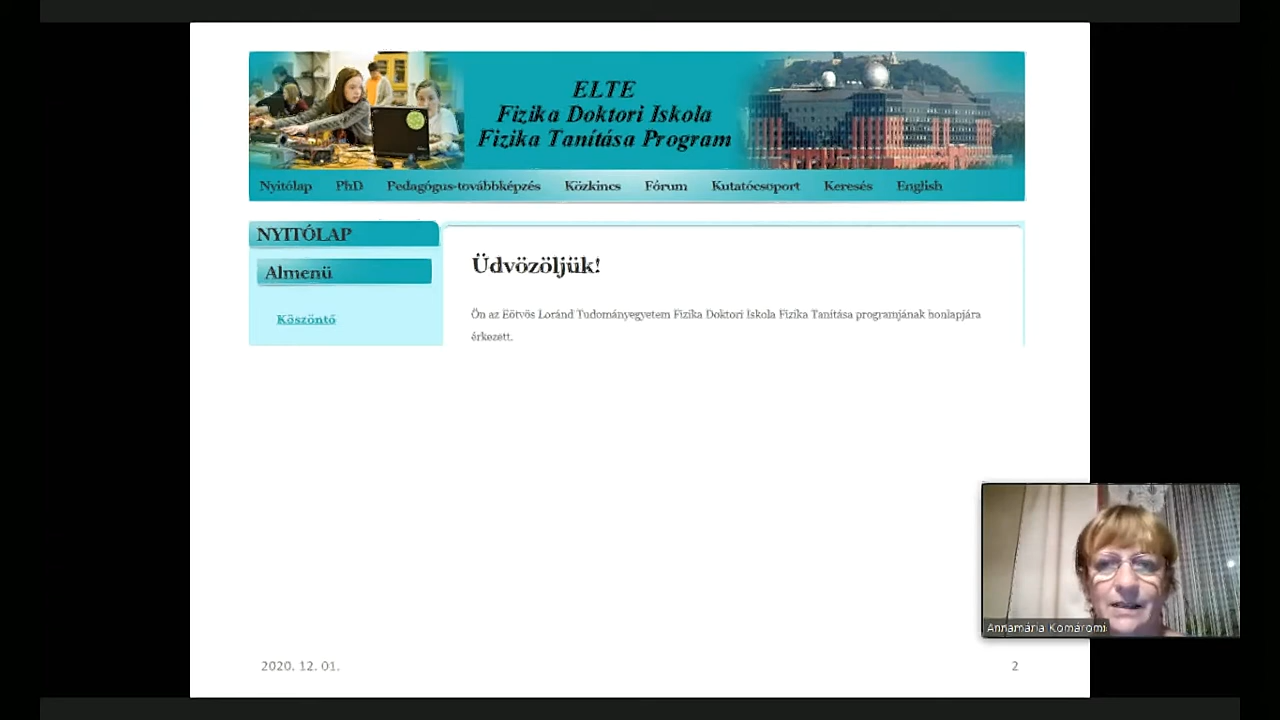 ELTE
Fizika Doktori Iskola
Fizika Tanítása Program
Nyitólap PhD Pedagógus-továbbképzés Közkincs Fórum Kutatócsoport Keresés English
NYITÓLAP
Almenü
Köszöntő
Üdvözöljük!
Ön az Eötvös Loránd Tudományegyetem Fizika Doktori Iskola Fizika Tanítása programjának honlapjára
érkezett.
Annamária Komáromi
2020. 12. 01.
2